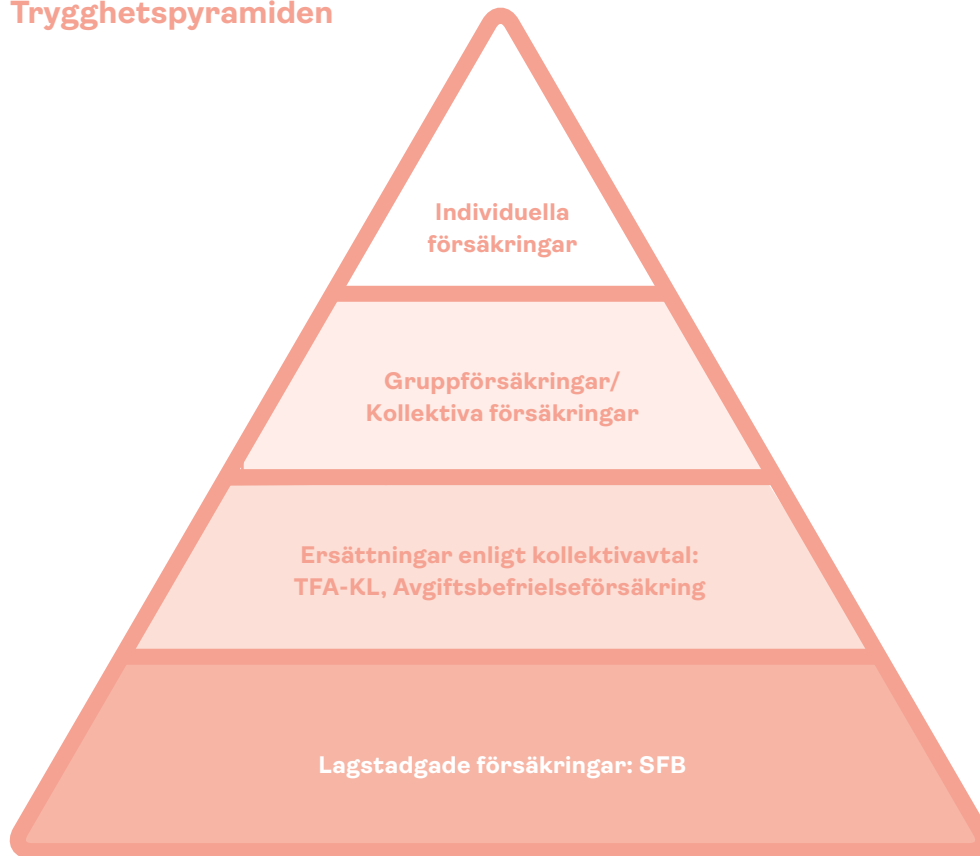 Trygghetspyramiden
Individuella
försäkringar
Gruppförsäkringar/
Kollektiva försäkringar
Ersättningar enligt kollektivavtal:
TFA-KL, Avgiftsbefrielseförsäkring
Lagstadgade försäkringar: SFB